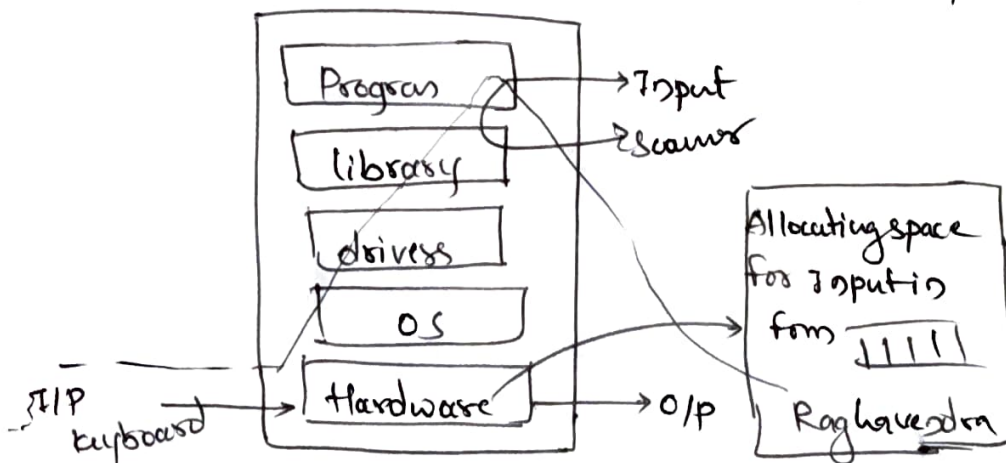 Program
Input
Scanner
library
Allocating space
for Input in
form
drivers
OS
I/P
Keyboard
Hardware
O/P
Raghavendra